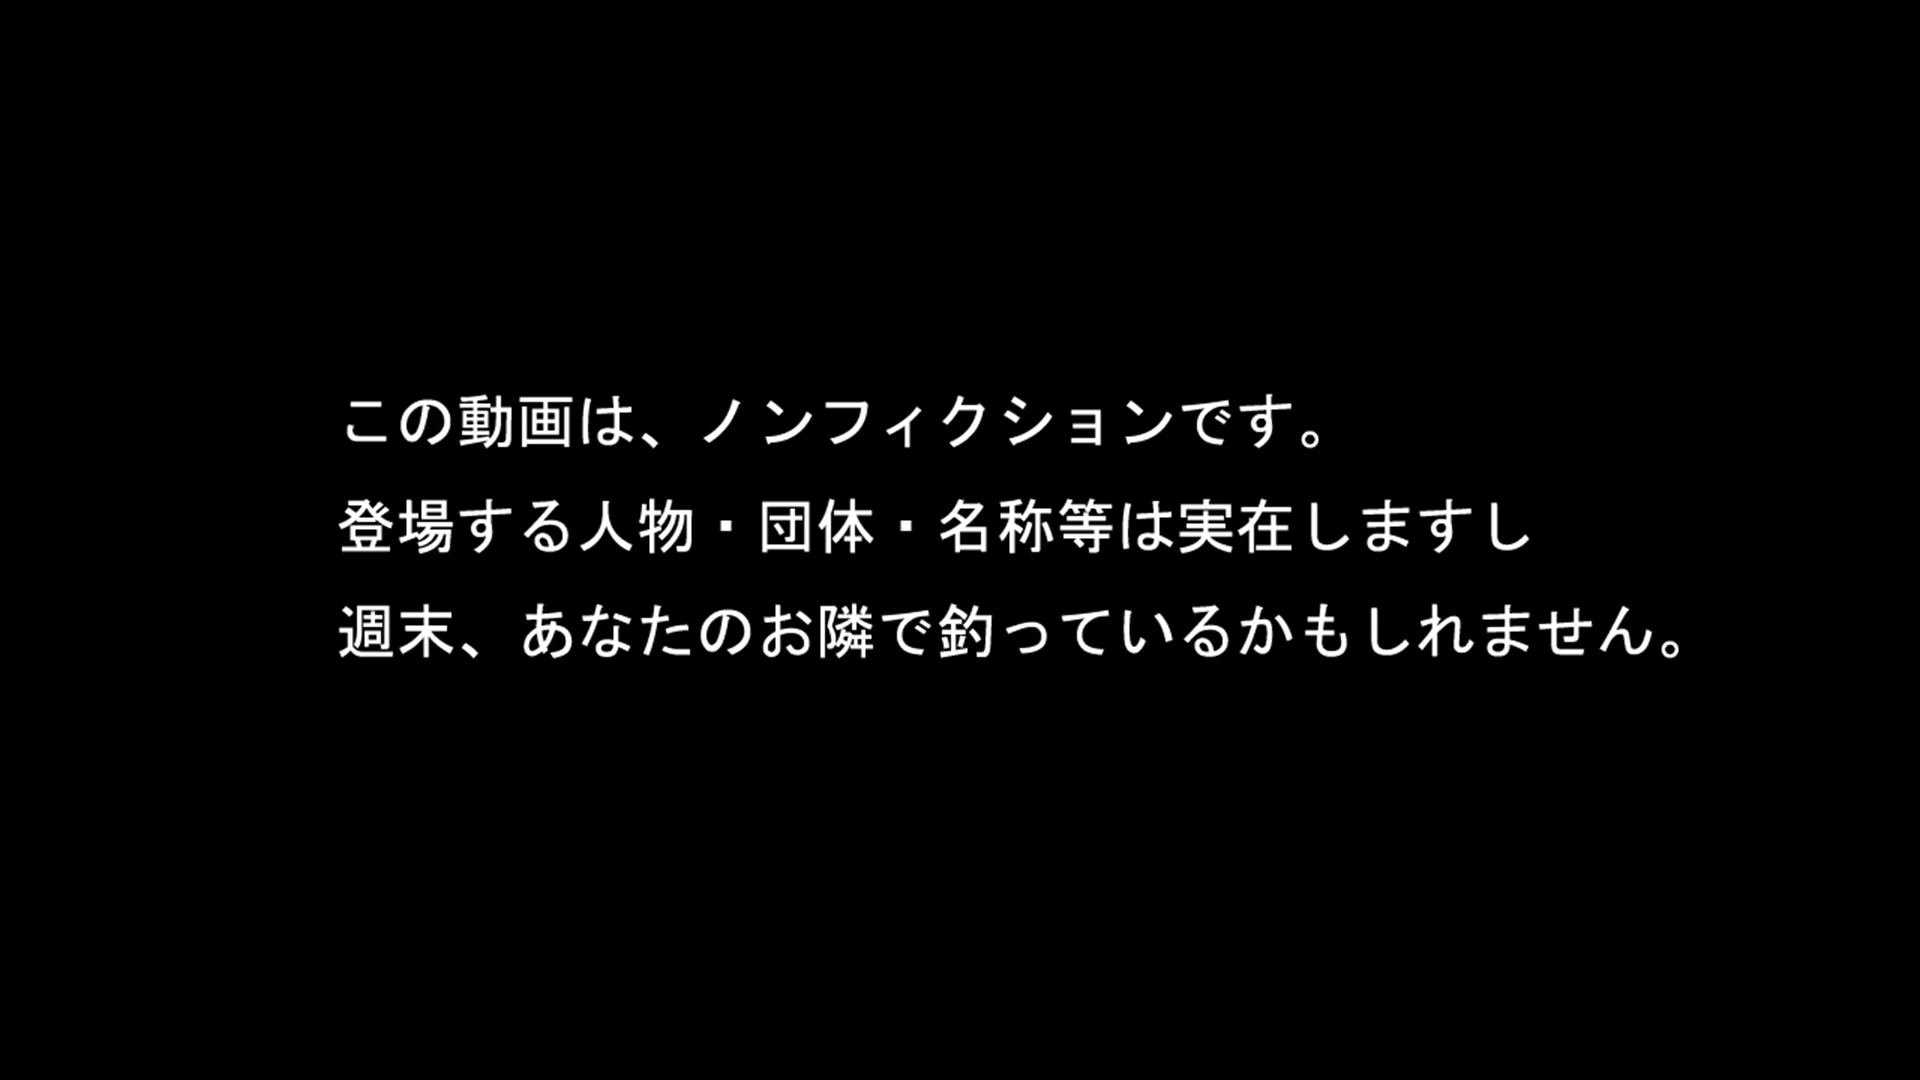 この動画は、ノンフィクションです。
登場する人物・団体・名称等は実在しますし
週末、あなたのお隣で釣っているかもしれません。